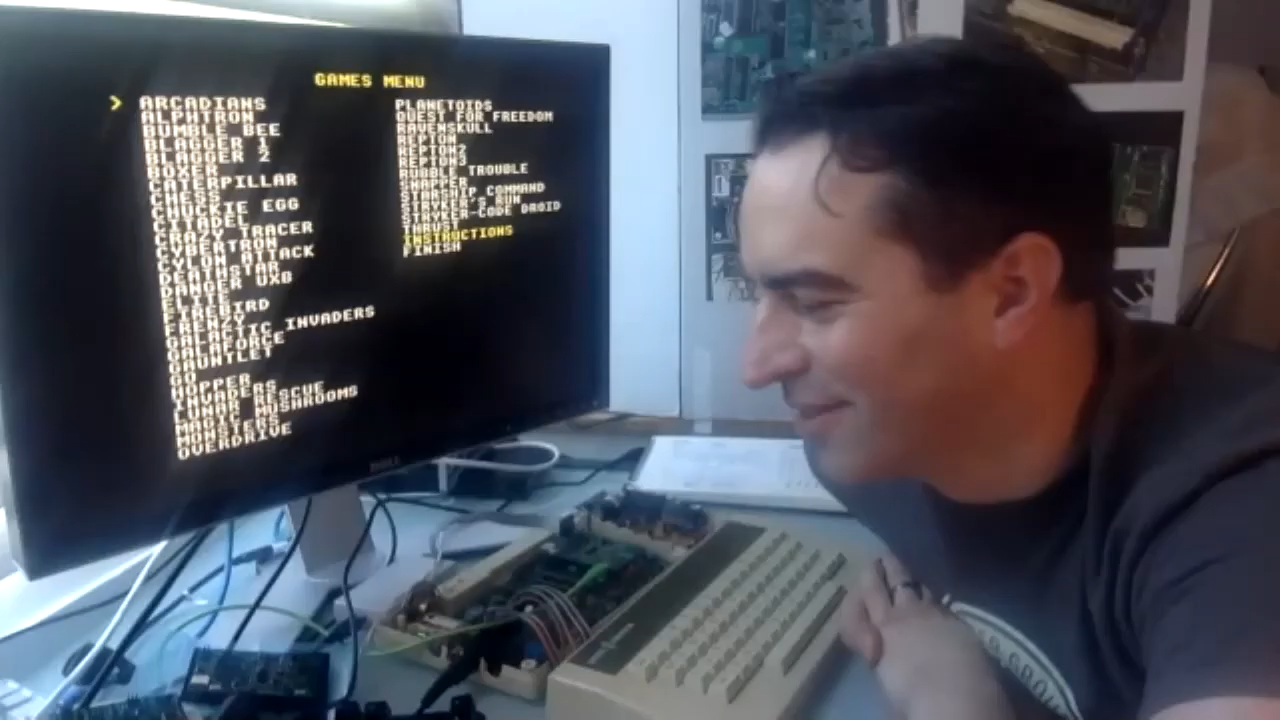 GAMES MENU
> ARCADIANS
ALPHTRON
BUMBLE BEE
BLAGGER 1
BLAGGER 2
BOXER
CATERPILLAR
CHESS
CHUCKIE EGG
CITADEL
CRAZY TRACER
CYBERTRON
CYLON ATTACK
DEATHSTAR
DANGER UXB
ELITE
FIREBIRD
FRENZY
GALACTIC INVADERS
GALAFORCE
GAUNTLET
GO
HOPPER
INVADERS
LUNAR RESCUE
MAGIC MUSHROOMS
MONSTERS
OVERDRIVE
PLANETOIDS
QUEST FOR FREEDOM
RAVENSKULL
REPTON
REPTON2
REPTON3
RUBBLE TROUBLE
SNAPPER
STARSHIP COMMAND
STRYKER'S RUN
STRYKER-CODE DROID
THRUST
INSTRUCTIONS
FINISH
DELL